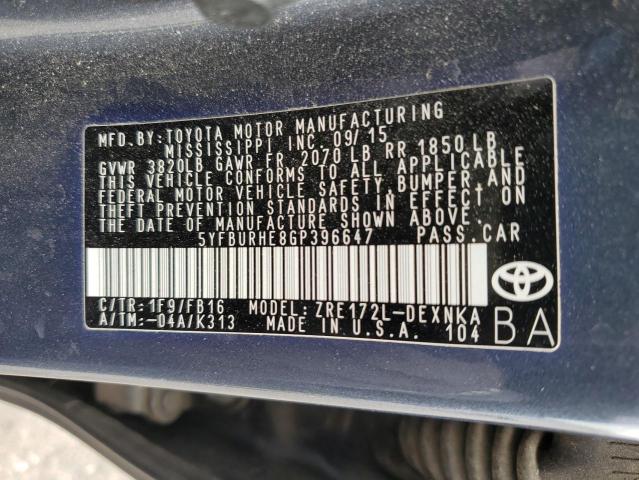 MFD.BY:TOYOTA MOTOR MANUFACTURING
MISSISSIPPI INC.09/15
GVWR 3820LB GAWR FR 2070 LB RR 1850 LB
THIS VEHICLE CONFORMS TO ALL APPLICABLE
FEDERAL MOTOR VEHICLE SAFETY, BUMPER, AND
THEFT PREVENTION STANDARDS IN EFFECT ON
THE DATE OF MANUFACTURE SHOWN ABOVE.
5YFBURHE8GP396647 PASS.CAR
C/TR:1F9/FB16 MODEL:ZRE172L-DEXNKA
A/TM:-04A/K313 MADE IN U.S.A. 104
BA